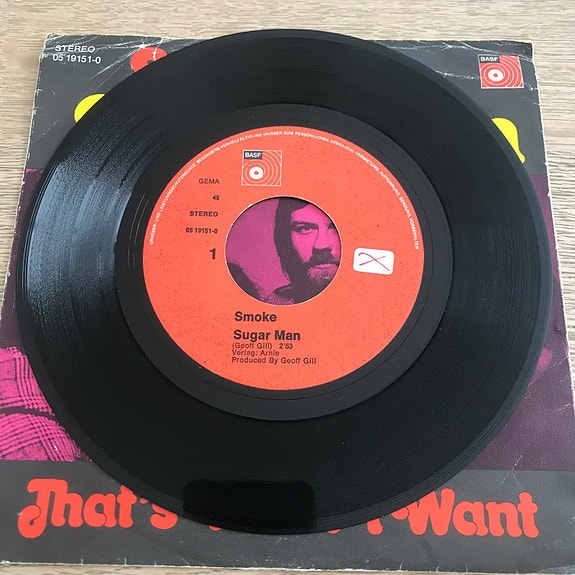 STEREO
05 19151-0
BASF
BASF
GEMA
45
STEREO
05 19151-0
1
Smoke
Sugar Man
(Geoff Gill) 2'53
Verlag: Arnie
Produced By Geoff Gill
That's I Want